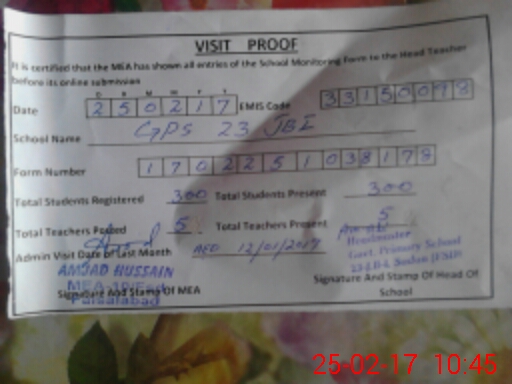 VISIT PROOF
It is certified that the MEA has shown all entries of the School Monitoring Form to the Head Teacher
before its online submission
D D M M Y Y
Date 2 5 0 2 1 7 EMIS Code 3 3 1 5 0 0 9 8
School Name GPS 23 JBI
Form Number 1 7 0 2 2 5 1 0 3 8 1 7 8
Total Students Registered 300 Total Students Present 300
Total Teachers Posted 5 Total Teachers Present 5
Admin Visit Date of Last Month AEO 12/01/2017
Headmaster
Govt. Primary School
AMJAD HUSSAIN
Faisalabad
Signature And Stamp Of MEA
Signature And Stamp Of Head Of
School
25-02-17 10:45